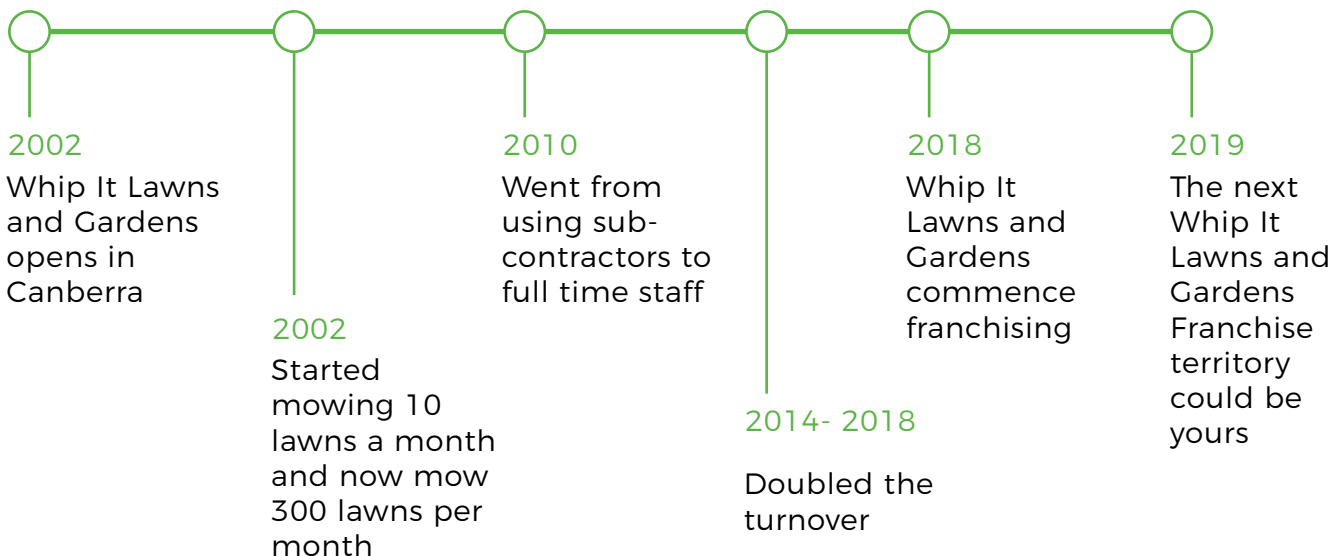 2002
Whip It Lawns
and Gardens
opens in
Canberra
2002
Started
mowing 10
lawns a month
and now mow
300 lawns per
month
2010
Went from
using sub-
contractors to
full time staff
2014- 2018
Doubled the
turnover
2018
Whip It
Lawns and
Gardens
commence
franchising
2019
The next
Whip It
Lawns and
Gardens
Franchise
territory
could be
yours